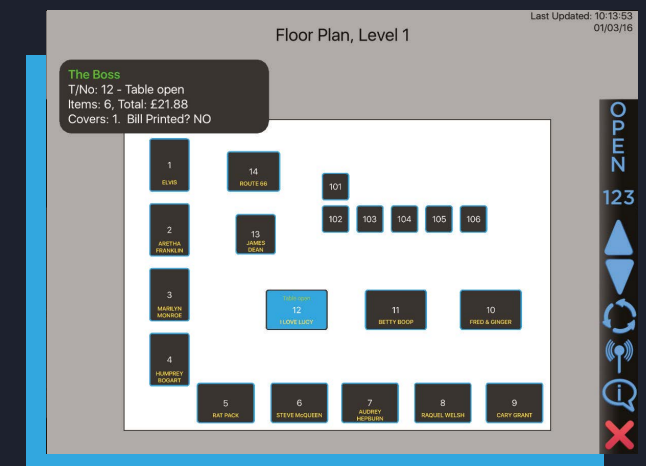 Last Updated: 10:13:53
01/03/16
Floor Plan, Level 1
The Boss
T/No: 12 - Table open
Items: 6, Total: £21.88
Covers: 1. Bill Printed? NO
OPEN
123
1
ELVIS
14
ROUTE 66
101
102 103 104 105 106
2
ARETHA
FRANKLIN
13
JAMES
DEAN
3
MARILYN
MONROE
Table open
12
I LOVE LUCY
11
BETTY BOOP
10
FRED & GINGER
4
HUMPREY
BOGART
5
RAT PACK
6
STEVE McQUEEN
7
AUDREY
HEPBURN
8
RAQUEL WELSH
9
CARY GRANT
i